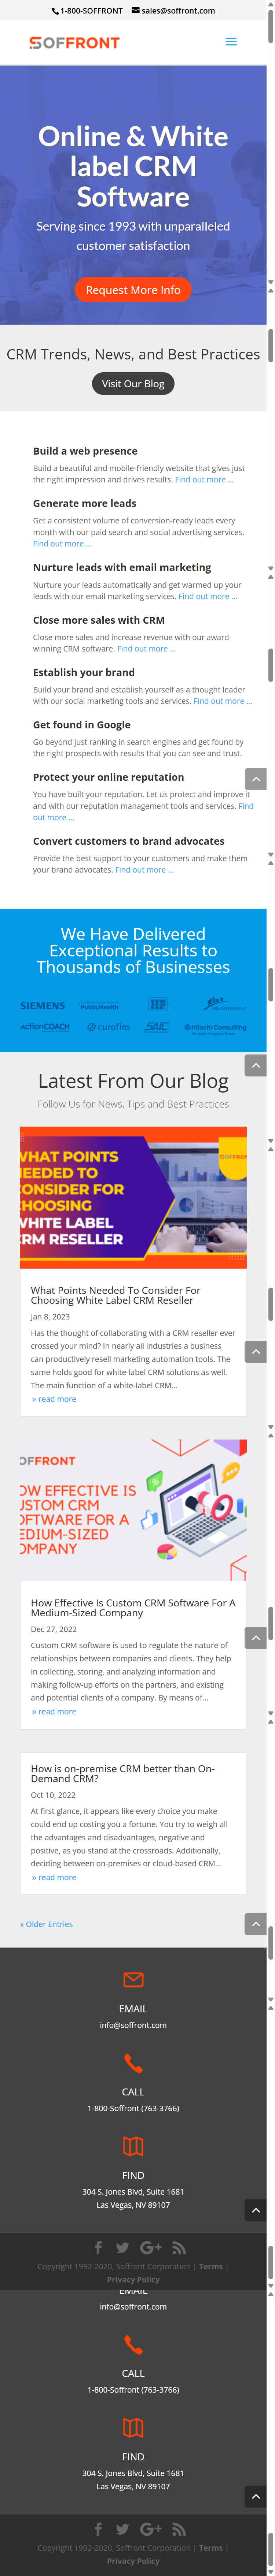 1-800-SOFFRONT sales@soffront.com
SOFFRONT
Online & White
label CRM
Software
Serving since 1993 with unparalleled
customer satisfaction
Request More Info
CRM Trends, News, and Best Practices
Visit Our Blog
Build a web presence
Build a beautiful and mobile-friendly website that gives just
the right impression and drives results. Find out more ...
Generate more leads
Get a consistent volume of conversion-ready leads every
month with our paid search and social advertising services.
Find out more ...
Nurture leads with email marketing
Nurture your leads automatically and get warmed up your
leads with our email marketing services. Find out more ...
Close more sales with CRM
Close more sales and increase revenue with our award-
winning CRM software. Find out more ...
Establish your brand
Build your brand and establish yourself as a thought leader
with our social marketing tools and services. Find out more ...
Get found in Google
Go beyond just ranking in search engines and get found by
the right prospects with results that you can see and trust.
Protect your online reputation
You have built your reputation. Let us protect and improve it
and with our reputation management tools and services. Find
out more ...
Convert customers to brand advocates
Provide the best support to your customers and make them
your brand advocates. Find out more ...
We Have Delivered
Exceptional Results to
Thousands of Businesses
SIEMENS PublicHealth HP
ActionCOACH eurofins SAIC Hitachi Consulting
Latest From Our Blog
Follow Us for News, Tips and Best Practices
WHAT POINTS
NEEDED TO
CONSIDER FOR
CHOOSING
WHITE LABEL
CRM RESELLER
SOFFRONT
What Points Needed To Consider For
Choosing White Label CRM Reseller
Jan 8, 2023
Has the thought of collaborating with a CRM reseller ever
crossed your mind? In nearly all industries a business
can productively resell marketing automation tools. The
same holds good for white-label CRM solutions as well.
The main function of a white-label CRM...
» read more
OFFRONT
OW EFFECTIVE IS
USTOM CRM
OFTWARE FOR A
EDIUM-SIZED
OMPANY
How Effective Is Custom CRM Software For A
Medium-Sized Company
Dec 27, 2022
Custom CRM software is used to regulate the nature of
relationships between companies and clients. They help
in collecting, storing, and analyzing information and
making follow-up efforts on the partners, and existing
and potential clients of a company. By means of...
» read more
How is on-premise CRM better than On-
Demand CRM?
Oct 10, 2022
At first glance, it appears like every choice you make
could end up costing you a fortune. You try to weigh all
the advantages and disadvantages, negative and
positive, as you stand at the crossroads. Additionally,
deciding between on-premises or cloud-based CRM...
» read more
« Older Entries
EMAIL
info@soffront.com
CALL
1-800-Soffront (763-3766)
FIND
304 S. Jones Blvd, Suite 1681
Las Vegas, NV 89107
Copyright 1992-2020, Soffront Corporation | Terms |
Privacy Policy
EMAIL
info@soffront.com
CALL
1-800-Soffront (763-3766)
FIND
304 S. Jones Blvd, Suite 1681
Las Vegas, NV 89107
Copyright 1992-2020, Soffront Corporation | Terms |
Privacy Policy